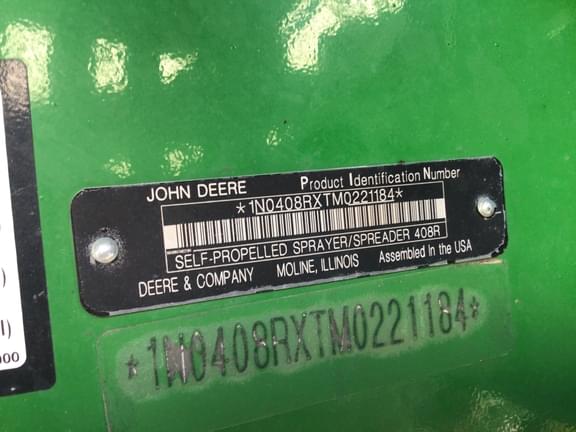 JOHN DEERE Product Identification Number
*1N0408RXTM0221184*
SELF-PROPELLED SPRAYER/SPREADER 408R
DEERE & COMPANY MOLINE, ILLINOIS Assembled in the USA
*1N0408RXTM0221184*
)
l)
000